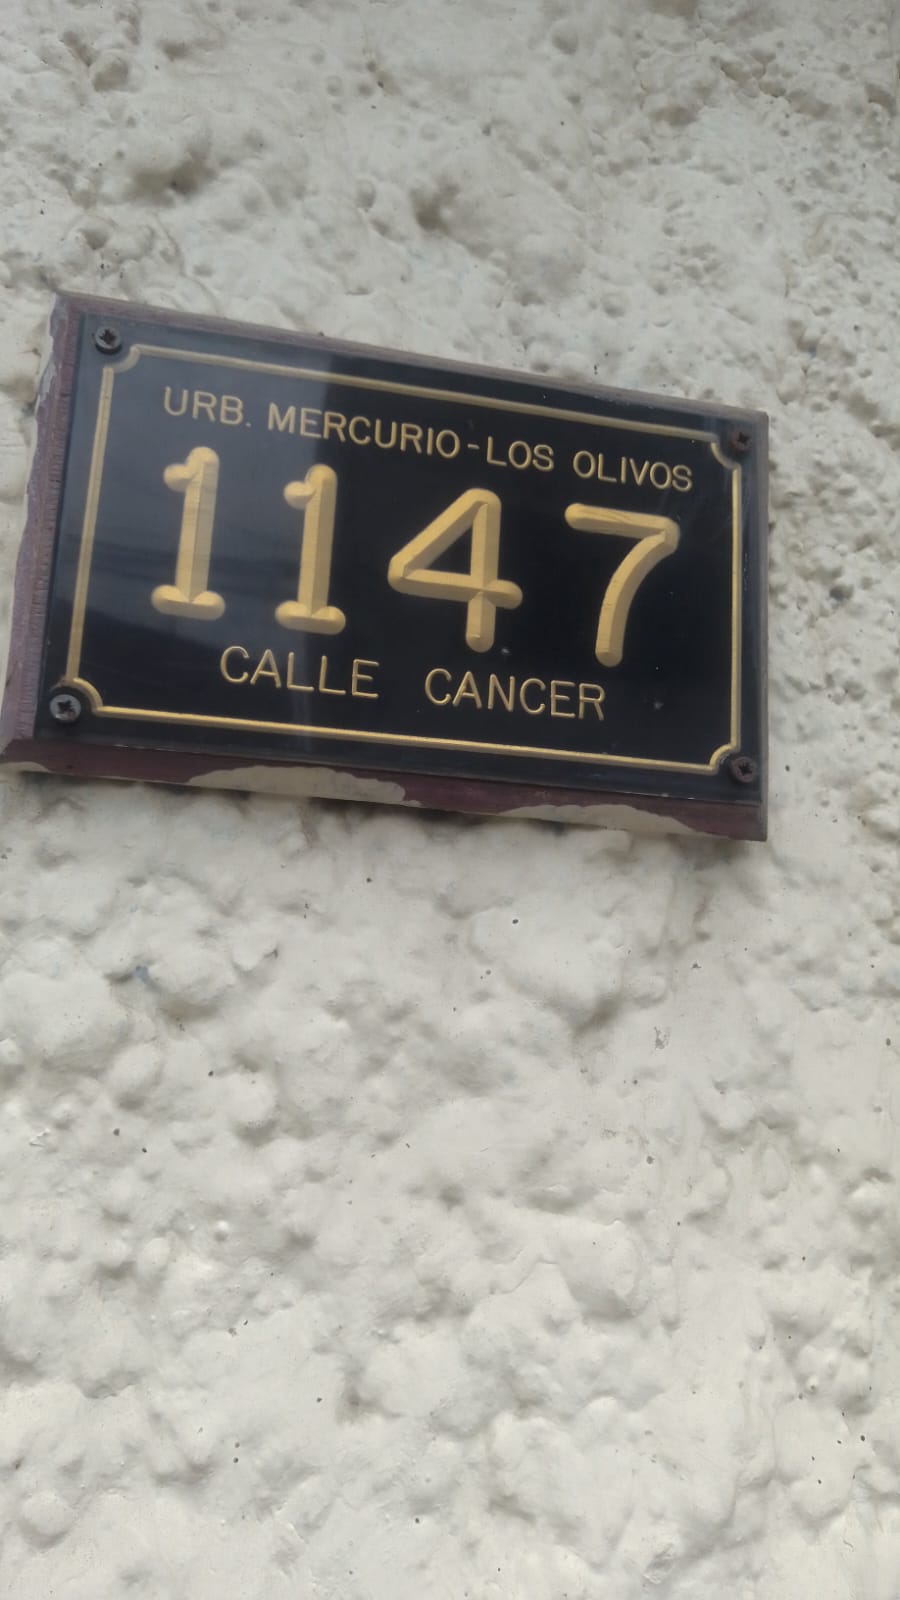 URB. MERCURIO-LOS OLIVOS
1147
CALLE CANCER